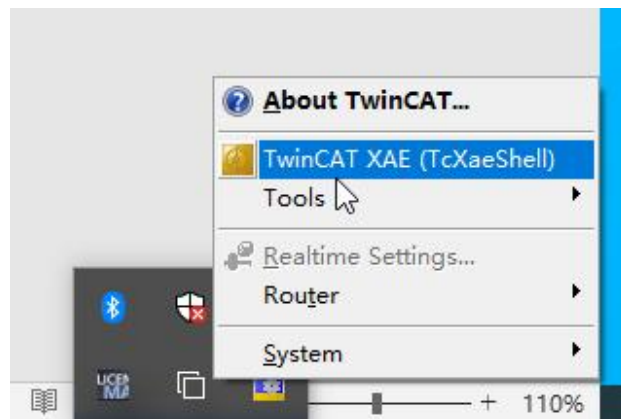 About TwinCAT...
TwinCAT XAE (TcXaeShell)
Tools
Realtime Settings...
Router
System
110%